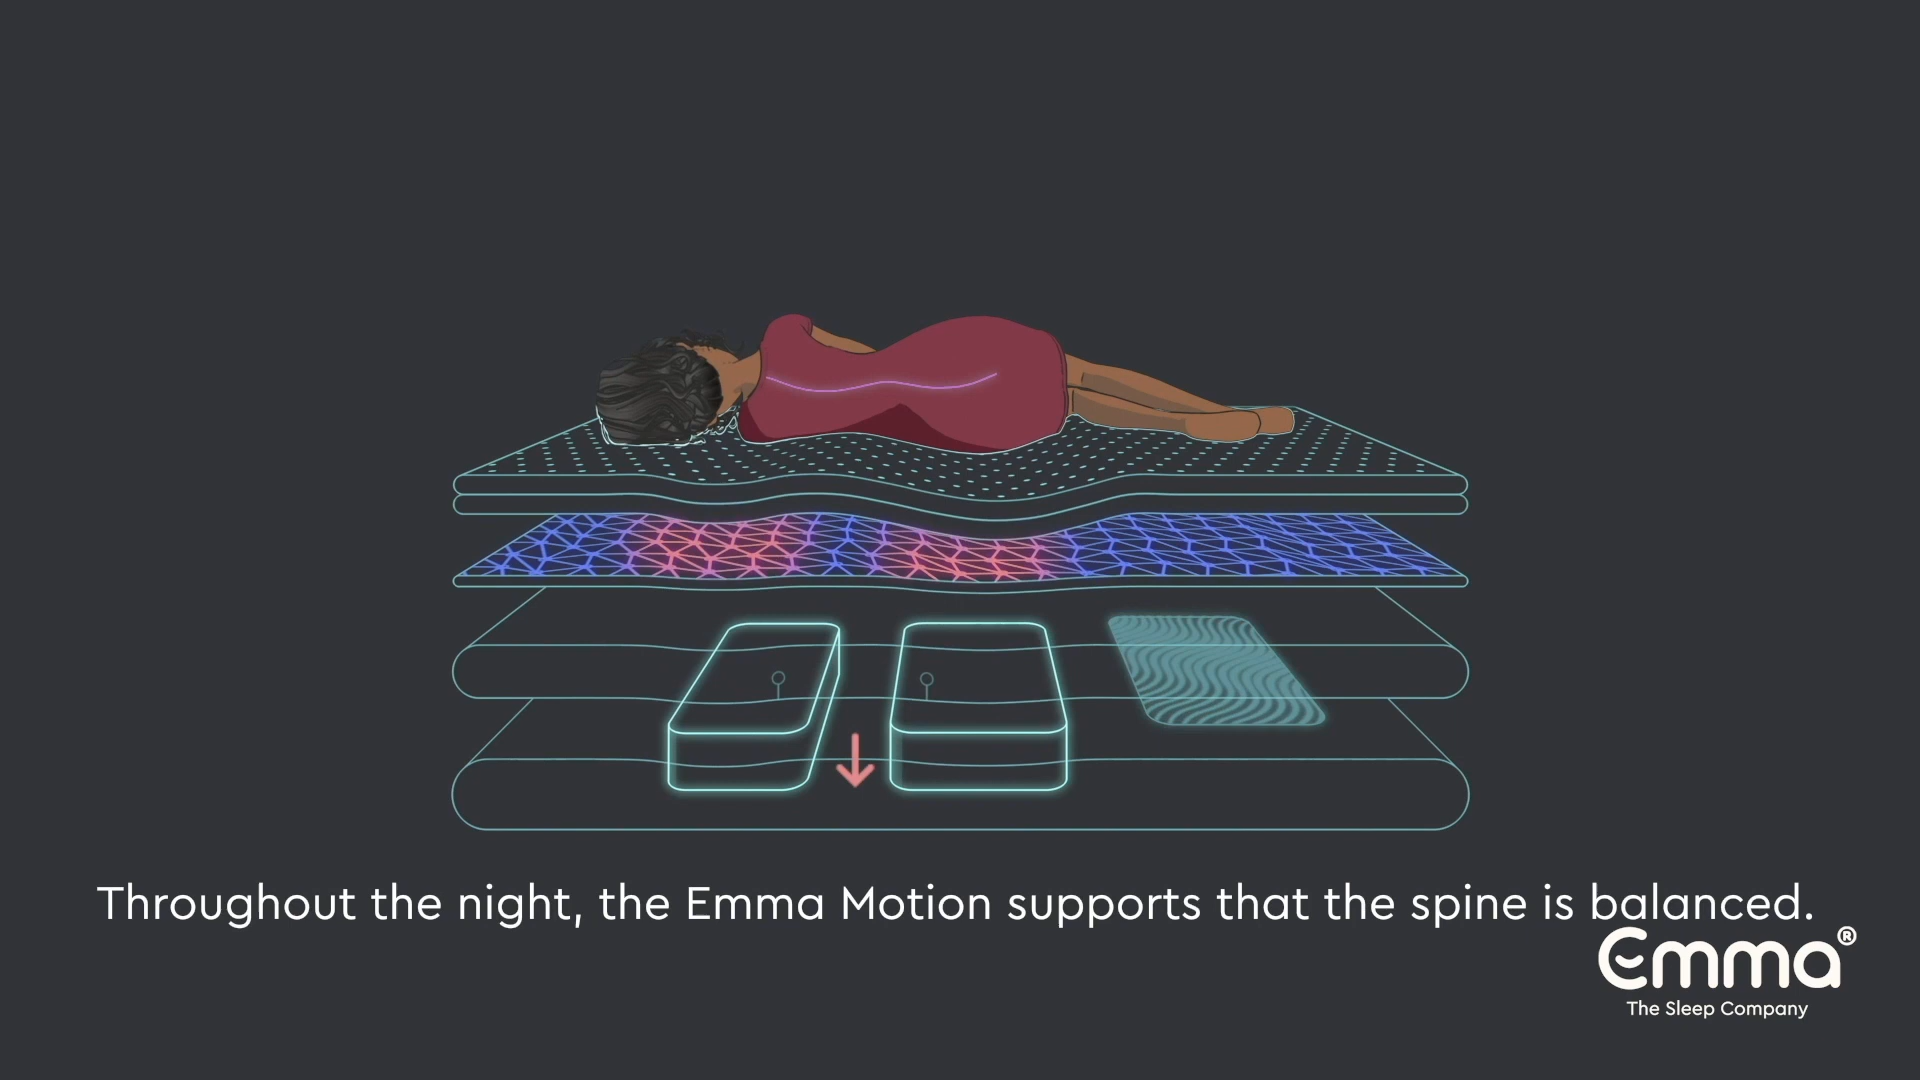 Throughout the night, the Emma Motion supports that the spine is balanced.
Emma®
The Sleep Company